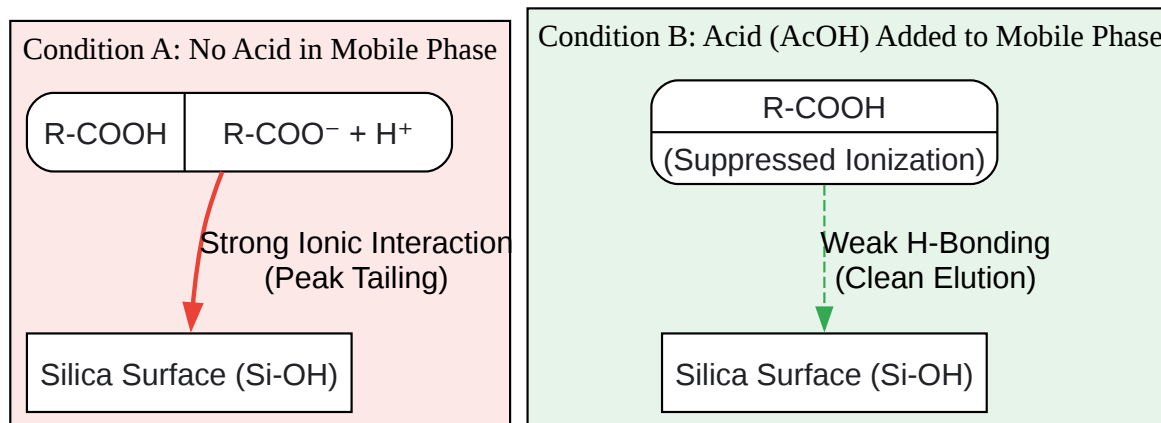 Condition A: No Acid in Mobile Phase
R-COOH
R-COO⁻ + H⁺
Strong Ionic Interaction
(Peak Tailing)
Silica Surface (Si-OH)
Condition B: Acid (AcOH) Added to Mobile Phase
R-COOH
(Suppressed Ionization)
Weak H-Bonding
(Clean Elution)
Silica Surface (Si-OH)